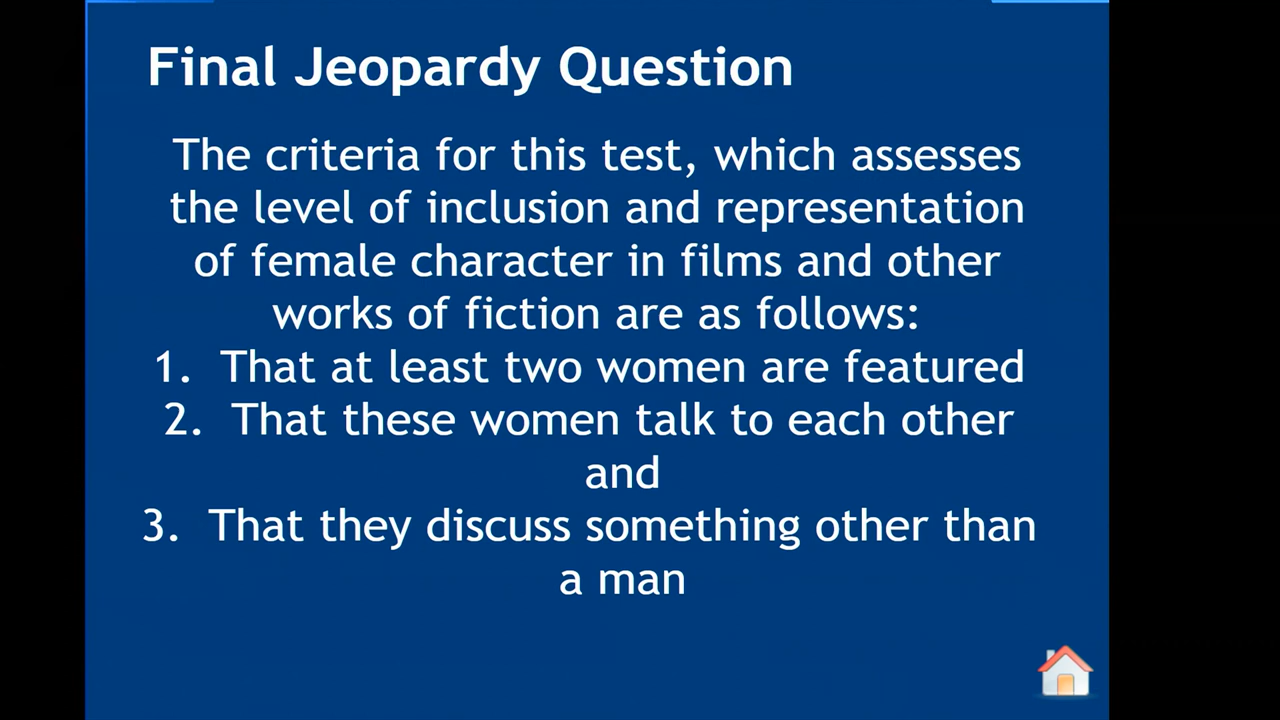 Final Jeopardy Question
The criteria for this test, which assesses
the level of inclusion and representation
of female character in films and other
works of fiction are as follows:
1. That at least two women are featured
2. That these women talk to each other
and
3. That they discuss something other than
a man